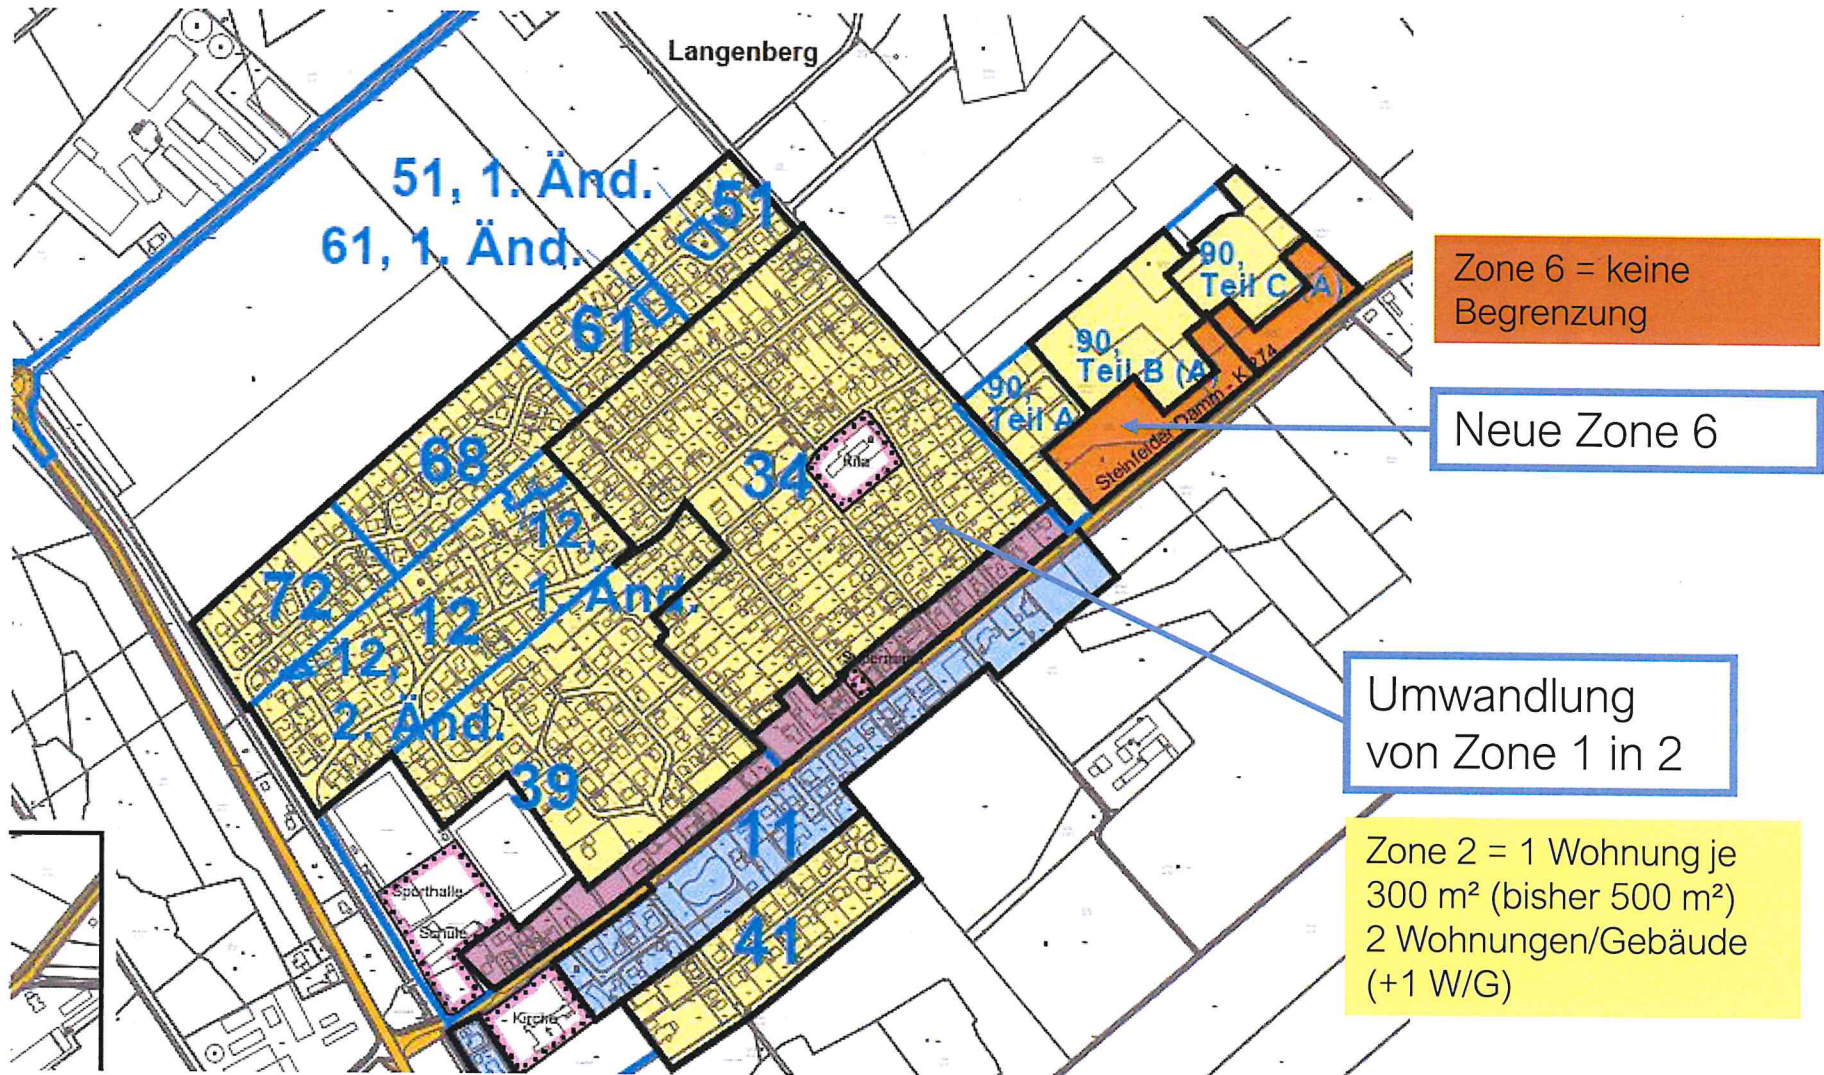 Langenberg
51, 1. Änd.
51
61, 1. Änd.
61
90,
Teil C (A)
90,
Teil B (A)
90,
Teil A
Steinfelder Damm - K 274
68
34
Kita
12,
1. Änd.
72
12
12,
2. Änd.
39
11
41
Sporthalle
Schule
Kirche
Zone 6 = keine
Begrenzung
Neue Zone 6
Umwandlung
von Zone 1 in 2
Zone 2 = 1 Wohnung je
300 m² (bisher 500 m²)
2 Wohnungen/Gebäude
(+1 W/G)